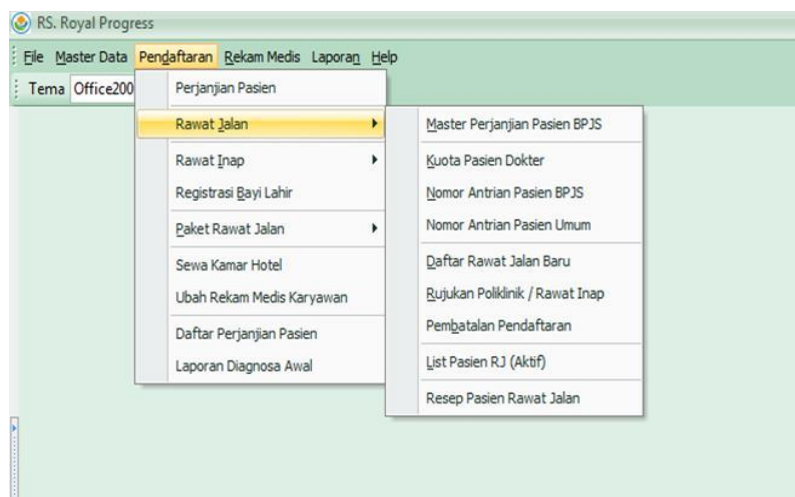 RS. Royal Progress
File Master Data Pendaftaran Rekam Medis Laporan Help
Tema Office200
Perjanjian Pasien
Rawat Jalan
Rawat Inap
Registrasi Bayi Lahir
Paket Rawat Jalan
Sewa Kamar Hotel
Ubah Rekam Medis Karyawan
Daftar Perjanjian Pasien
Laporan Diagnosa Awal
Master Perjanjian Pasien BPJS
Kuota Pasien Dokter
Nomor Antrian Pasien BPJS
Nomor Antrian Pasien Umum
Daftar Rawat Jalan Baru
Rujukan Poliklinik / Rawat Inap
Pembatalan Pendaftaran
List Pasien RJ (Aktif)
Resep Pasien Rawat Jalan